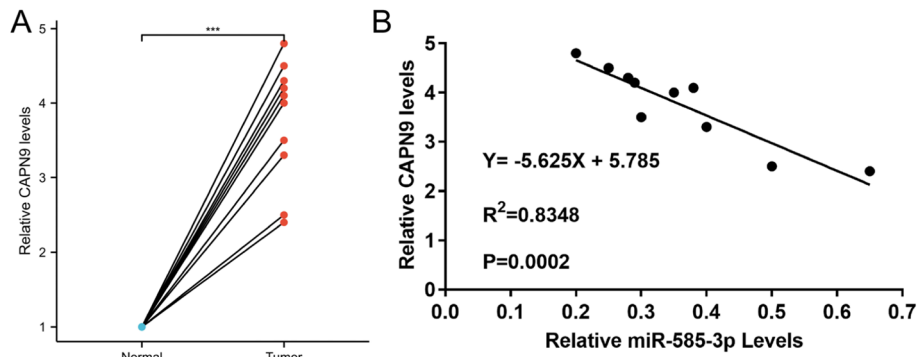 A
***
5
4
3
2
1
Relative CAPN9 levels
Normal
Tumor
B
5
4
3
2
1
0
Relative CAPN9 levels
Y= -5.625X + 5.785
R²=0.8348
P=0.0002
0.0 0.1 0.2 0.3 0.4 0.5 0.6 0.7
Relative miR-585-3p Levels